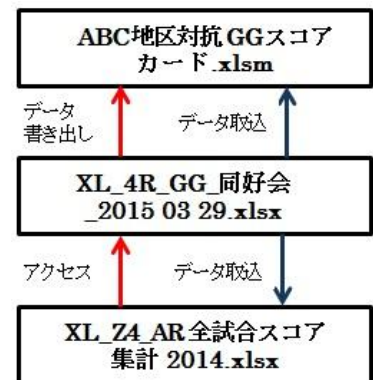 ABC地区対抗 GGスコア
カード.xlsm
データ
書き出し
データ取込
XL_4R_GG_同好会
_2015 03 29.xlsx
アクセス
データ取込
XL_Z4_AR全試合スコア
集計 2014.xlsx